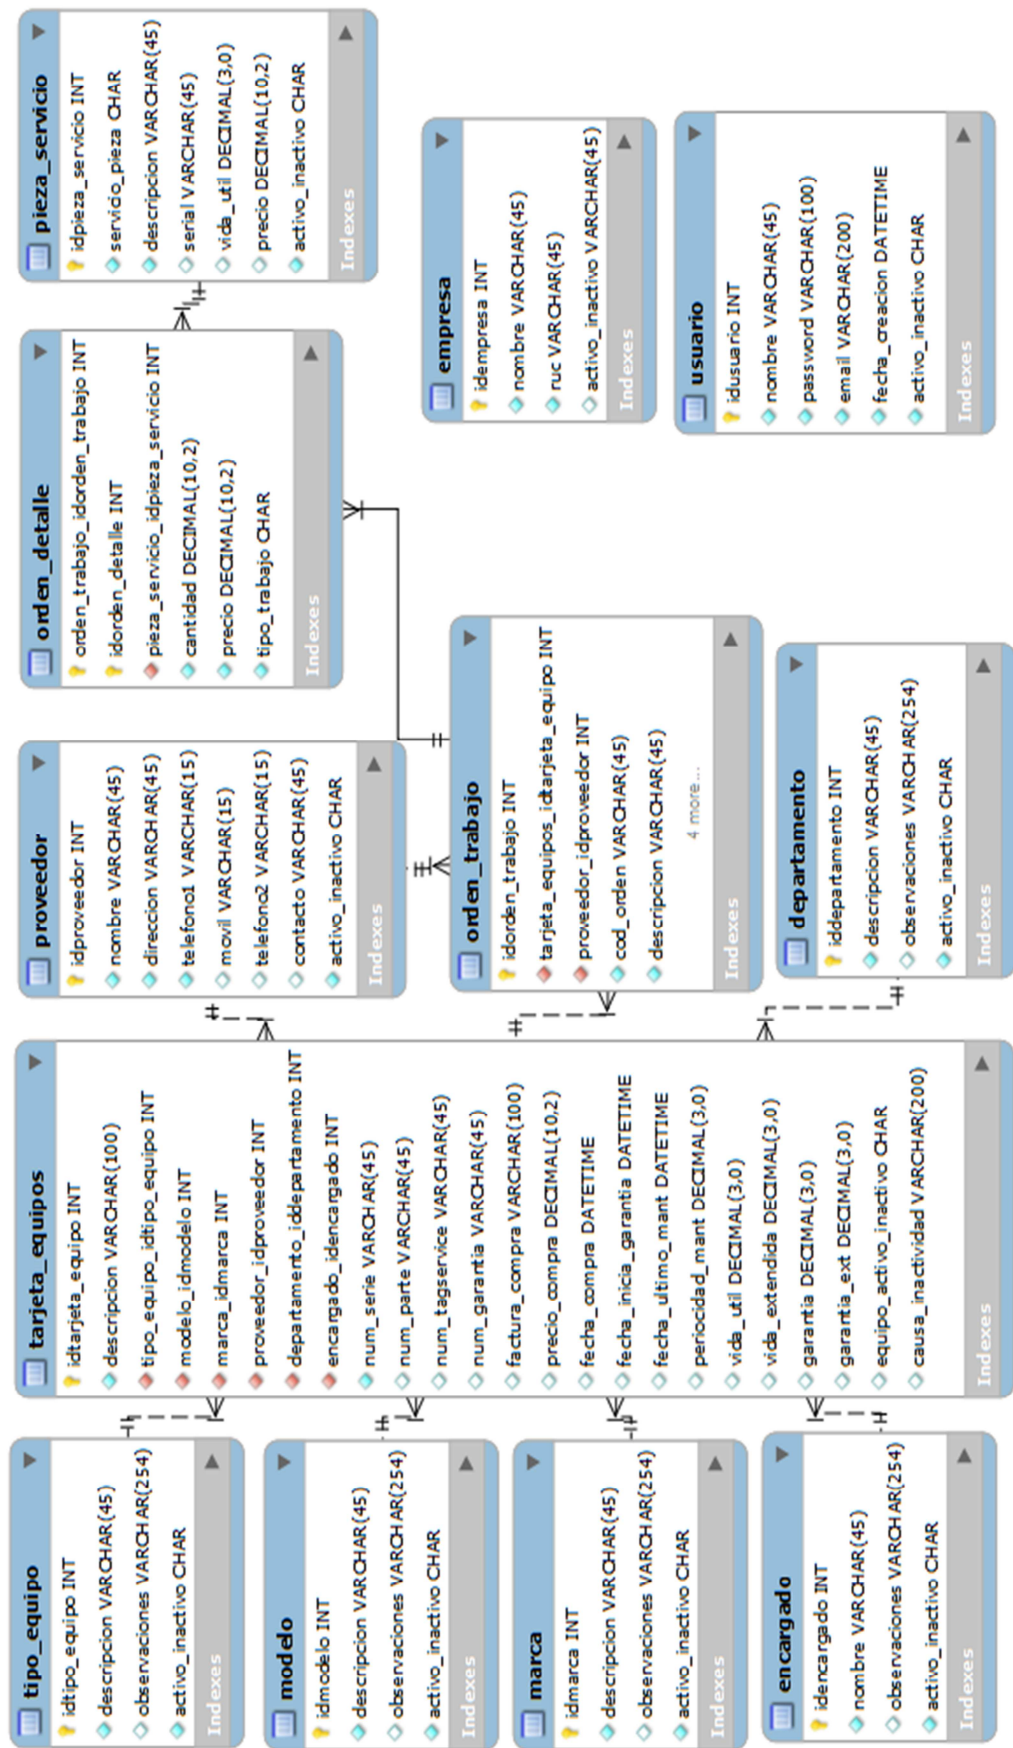 tipo_equipo
idtipo_equipo INT
descripcion VARCHAR(45)
observaciones VARCHAR(254)
activo_inactivo CHAR
Indexes
modelo
idmodelo INT
descripcion VARCHAR(45)
observaciones VARCHAR(254)
activo_inactivo CHAR
Indexes
marca
idmarca INT
descripcion VARCHAR(45)
observaciones VARCHAR(254)
activo_inactivo CHAR
Indexes
encargado
idencargado INT
nombre VARCHAR(45)
observaciones VARCHAR(254)
activo_inactivo CHAR
Indexes
tarjeta_equipos
idtarjeta_equipo INT
descripcion VARCHAR(100)
tipo_equipo_idtipo_equipo INT
modelo_idmodelo INT
marca_idmarca INT
proveedor_idproveedor INT
departamento_iddepartamento INT
encargado_idencargado INT
num_serie VARCHAR(45)
num_parte VARCHAR(45)
num_tagservice VARCHAR(45)
num_garantia VARCHAR(45)
factura_compra VARCHAR(100)
precio_compra DECIMAL(10,2)
fecha_compra DATETIME
fecha_inicia_garantia DATETIME
fecha_ultimo_mant DATETIME
periocidad_mant DECIMAL(3,0)
vida_util DECIMAL(3,0)
vida_extendida DECIMAL(3,0)
garantia DECIMAL(3,0)
garantia_ext DECIMAL(3,0)
equipo_activo_inactivo CHAR
causa_inactividad VARCHAR(200)
Indexes
proveedor
idproveedor INT
nombre VARCHAR(45)
direccion VARCHAR(45)
telefono1 VARCHAR(15)
movil VARCHAR(15)
telefono2 VARCHAR(15)
contacto VARCHAR(45)
activo_inactivo CHAR
Indexes
orden_trabajo
idorden_trabajo INT
tarjeta_equipos_idtarjeta_equipo INT
proveedor_idproveedor INT
cod_orden VARCHAR(45)
descripcion VARCHAR(45)
4 more...
Indexes
departamento
iddepartamento INT
descripcion VARCHAR(45)
observaciones VARCHAR(254)
activo_inactivo CHAR
Indexes
orden_detalle
orden_trabajo_idorden_trabajo INT
idorden_detalle INT
pieza_servicio_idpieza_servicio INT
cantidad DECIMAL(10,2)
precio DECIMAL(10,2)
tipo_trabajo CHAR
Indexes
pieza_servicio
idpieza_servicio INT
servicio_pieza CHAR
descripcion VARCHAR(45)
serial VARCHAR(45)
vida_util DECIMAL(3,0)
precio DECIMAL(10,2)
activo_inactivo CHAR
Indexes
empresa
idempresa INT
nombre VARCHAR(45)
ruc VARCHAR(45)
activo_inactivo VARCHAR(45)
Indexes
usuario
idusuario INT
nombre VARCHAR(45)
password VARCHAR(100)
email VARCHAR(200)
fecha_creacion DATETIME
activo_inactivo CHAR
Indexes